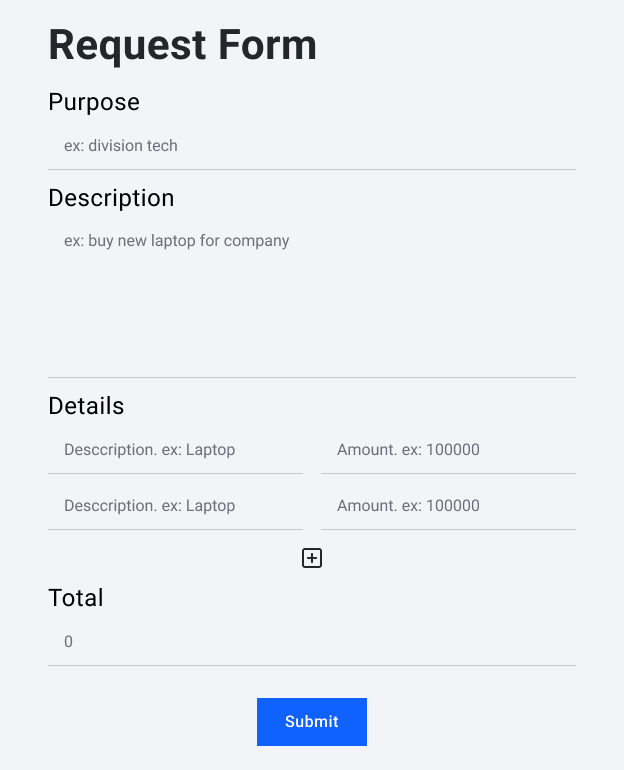 Request Form
Purpose
ex: division tech
Description
ex: buy new laptop for company
Details
Desccription. ex: Laptop
Amount. ex: 100000
Desccription. ex: Laptop
Amount. ex: 100000
Total
0
Submit